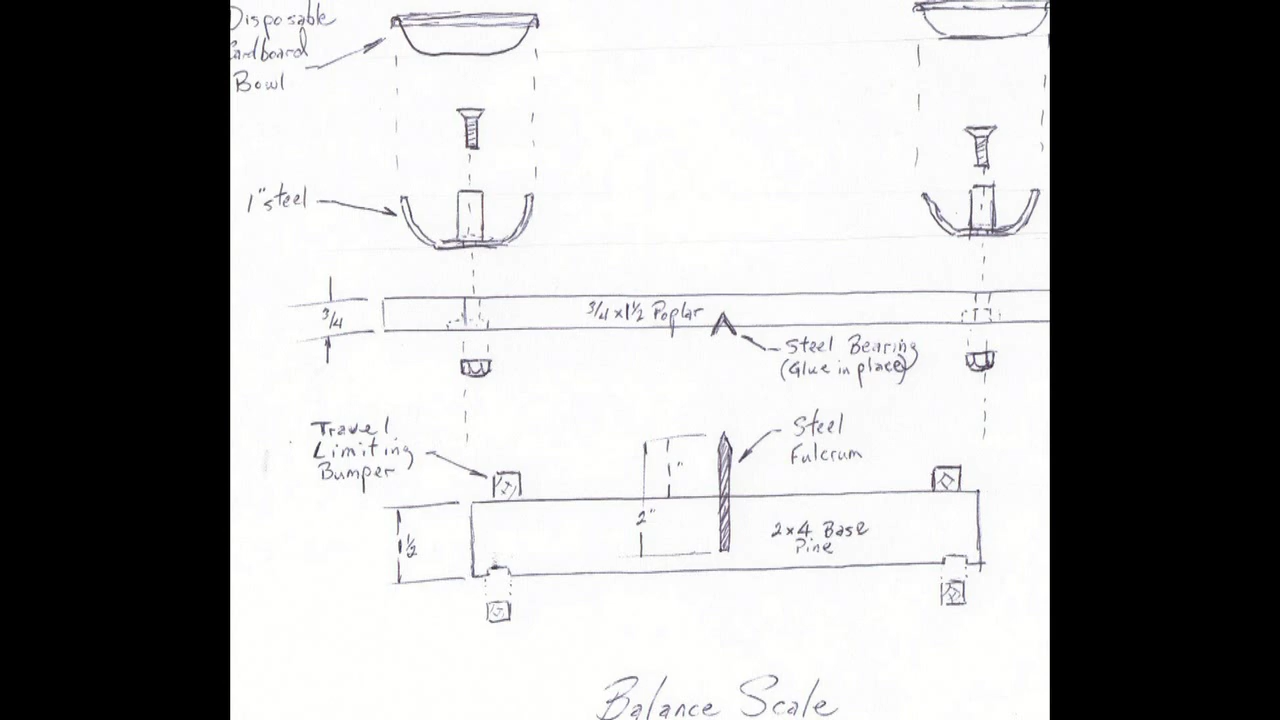 Disposable
Cardboard
Bowl
1" steel
3/4
3/4 x 1 1/2 Poplar
Steel Bearing
(Glue in place)
Travel
Limiting
Bumper
Steel
Fulcrum
1"
2"
1 1/2
2x4 Base
Pine
Balance Scale